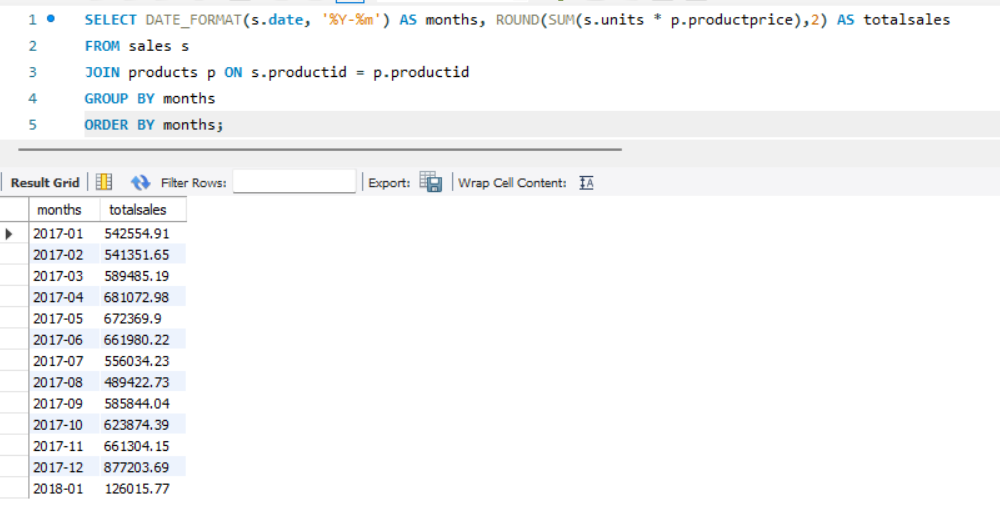 1 SELECT DATE_FORMAT(s.date, '%Y-%m') AS months, ROUND(SUM(s.units * p.productprice),2) AS totalsales
2 FROM sales s
3 JOIN products p ON s.productid = p.productid
4 GROUP BY months
5 ORDER BY months;
Result Grid Filter Rows: Export: Wrap Cell Content: IA
months totalsales
2017-01 542554.91
2017-02 541351.65
2017-03 589485.19
2017-04 681072.98
2017-05 672369.9
2017-06 661980.22
2017-07 556034.23
2017-08 489422.73
2017-09 585844.04
2017-10 623874.39
2017-11 661304.15
2017-12 877203.69
2018-01 126015.77